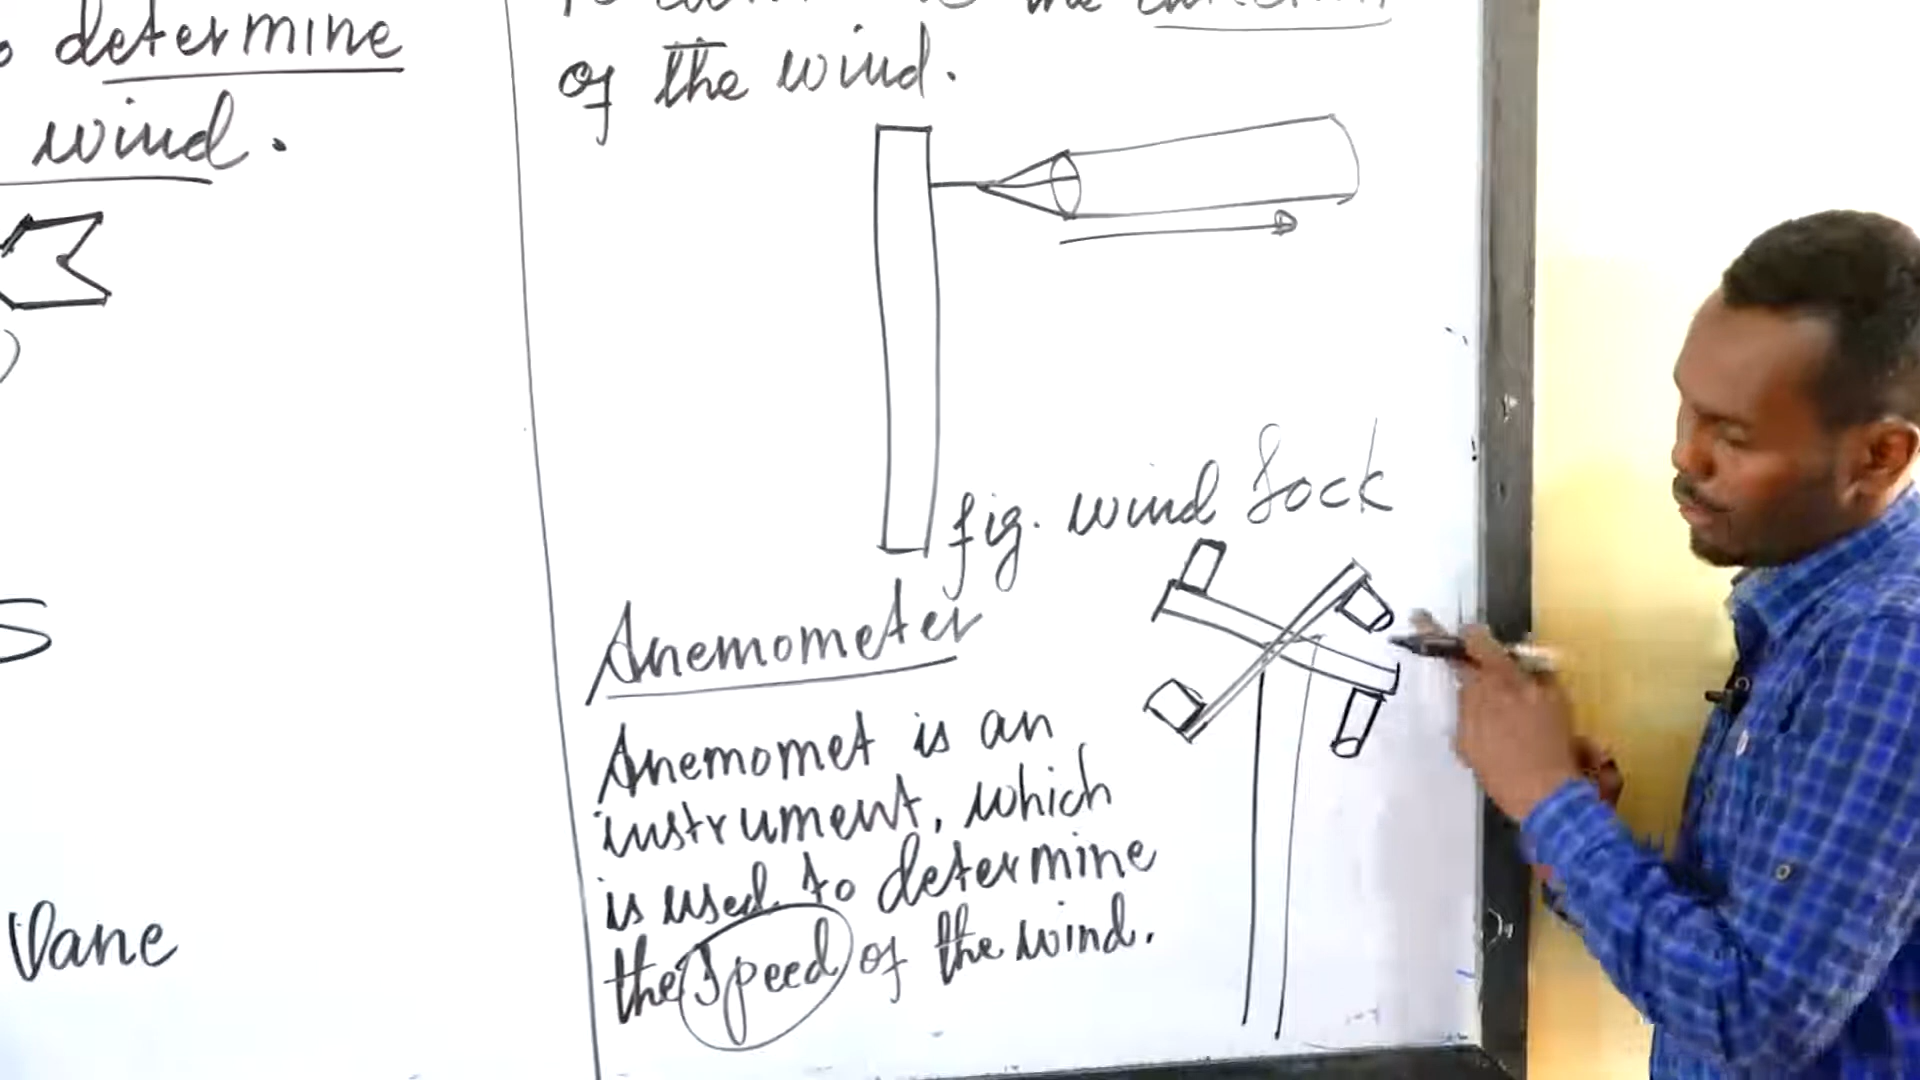 determine
wind.
S
Vane
of the wind.
fig. wind Sock
Anemometer
Anemomet is an
instrument, which
is used to determine
the speed of the wind.